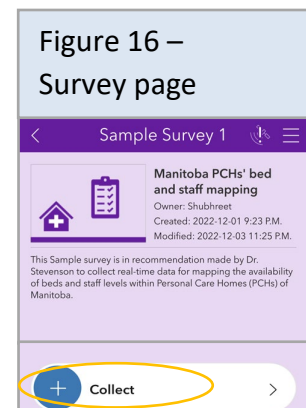 Figure 16 –
Survey page
Sample Survey 1
Manitoba PCHs' bed
and staff mapping
Owner: Shubhreet
Created: 2022-12-01 9:23 P.M.
Modified: 2022-12-03 11:25 P.M.
This Sample survey is in recommendation made by Dr.
Stevenson to collect real-time data for mapping the availability
of beds and staff levels within Personal Care Homes (PCHs) of
Manitoba.
Collect